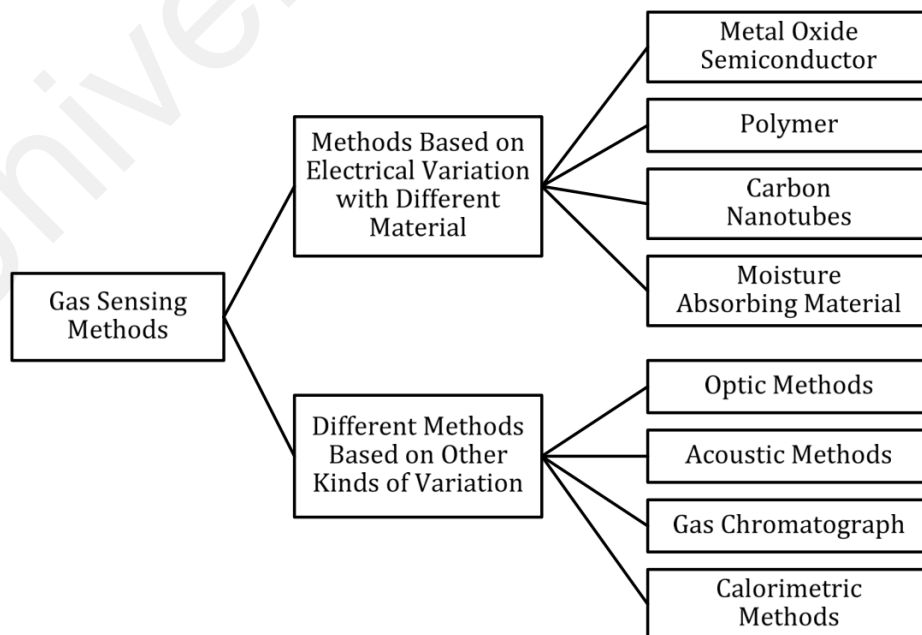 Gas Sensing
Methods
Methods Based on
Electrical Variation
with Different
Material
Metal Oxide
Semiconductor
Polymer
Carbon
Nanotubes
Moisture
Absorbing Material
Different Methods
Based on Other
Kinds of Variation
Optic Methods
Acoustic Methods
Gas Chromatograph
Calorimetric
Methods